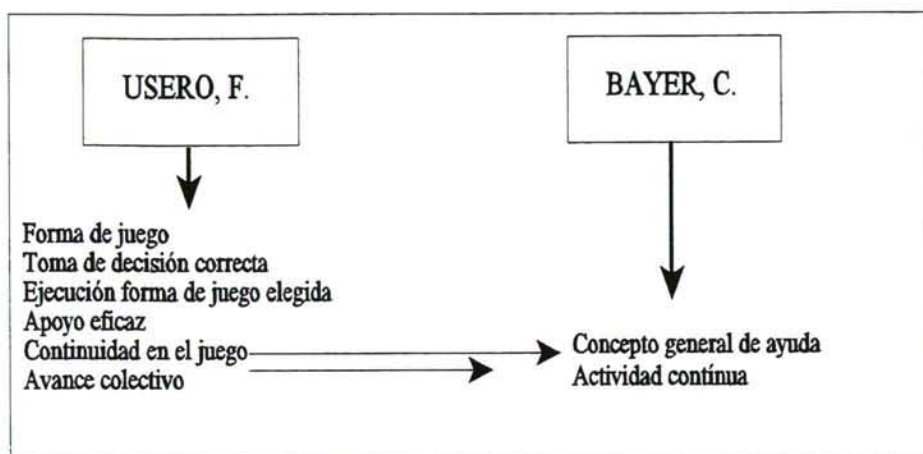 USERO, F.
BAYER, C.
Forma de juego
Toma de decisión correcta
Ejecución forma de juego elegida
Apoyo eficaz
Continuidad en el juego
Avance colectivo
Concepto general de ayuda
Actividad contínua